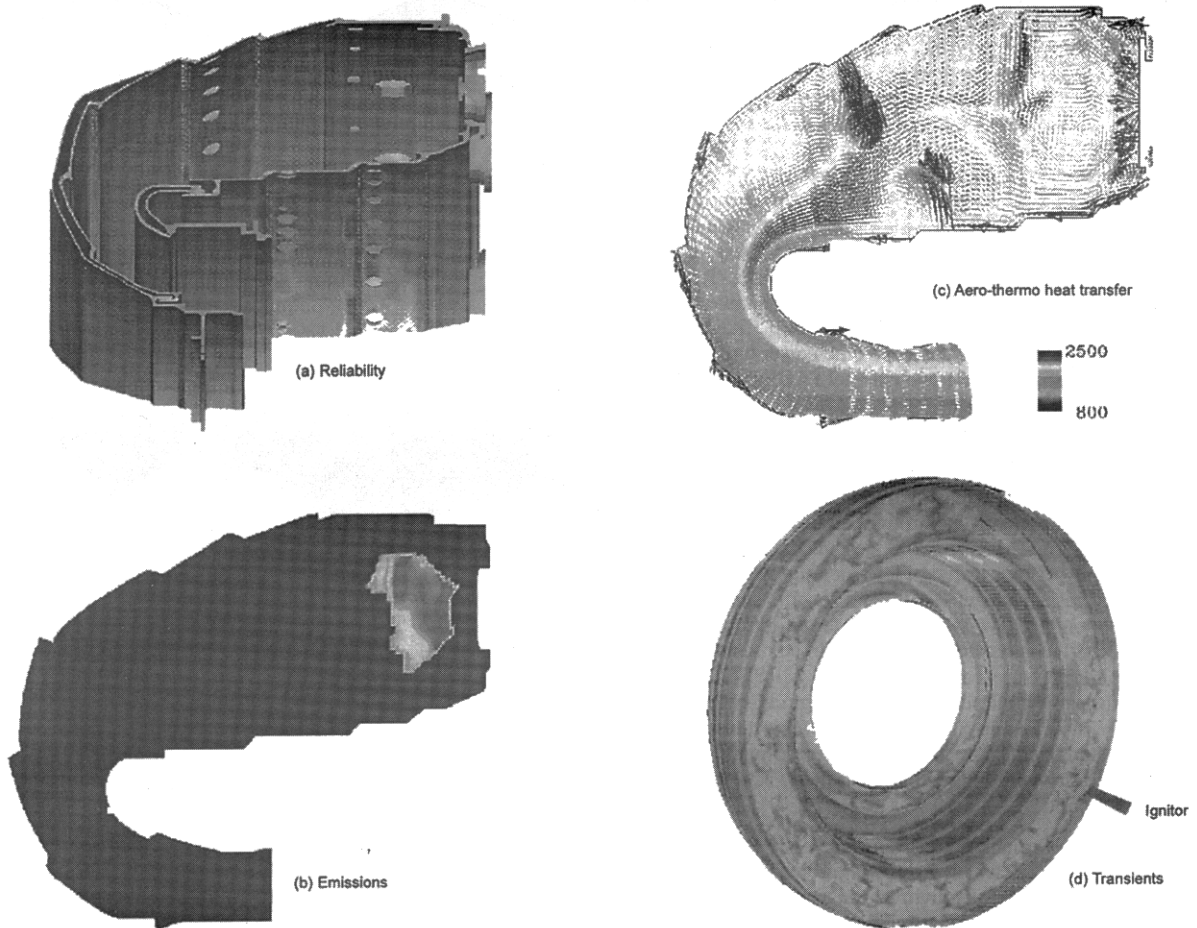 (a) Reliability
(c) Aero-thermo heat transfer
2500
800
(b) Emissions
Ignitor
(d) Transients